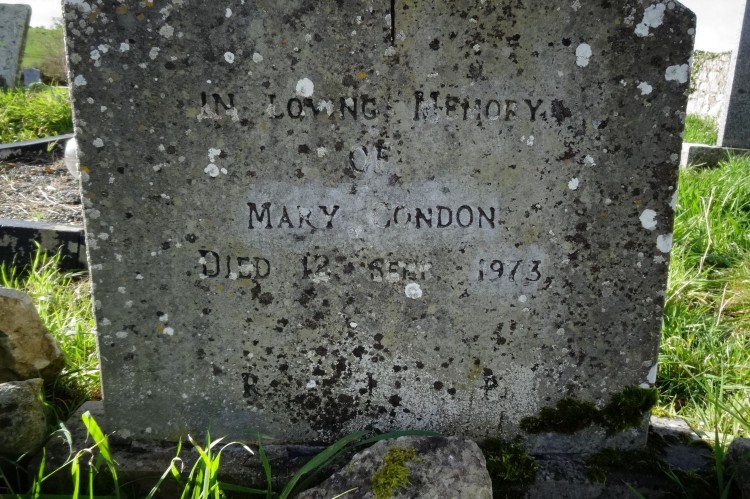 IN LOVING MEMORY
OF
MARY CONDON
DIED 12 SEPT 1973,
R I P